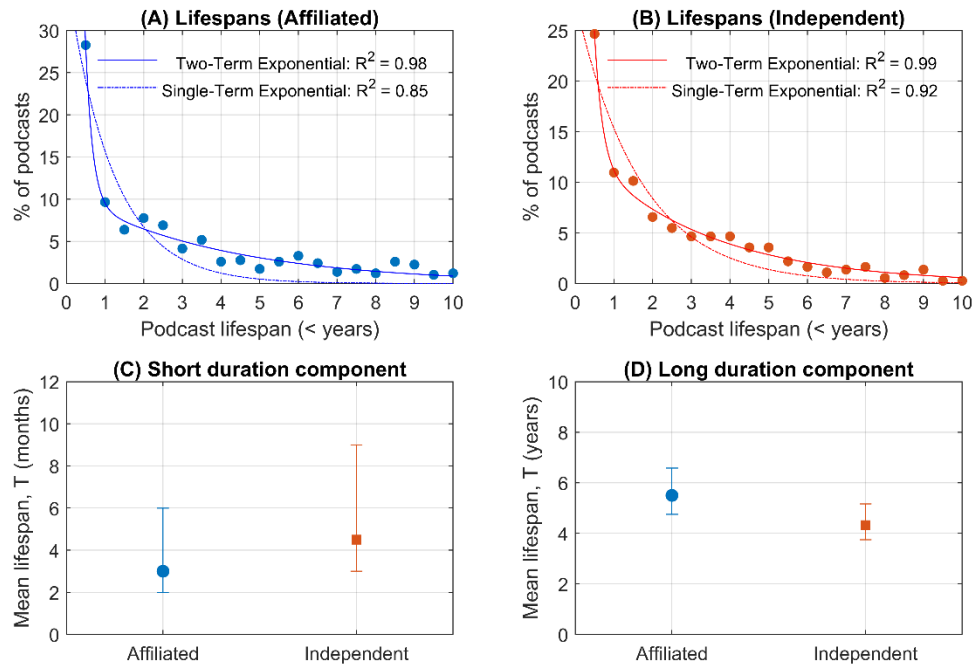 (A) Lifespans (Affiliated)
30
25
20
15
10
5
0
% of podcasts
Two-Term Exponential: R² = 0.98
Single-Term Exponential: R² = 0.85
0 1 2 3 4 5 6 7 8 9 10
Podcast lifespan (< years)
(B) Lifespans (Independent)
25
20
15
10
5
0
% of podcasts
Two-Term Exponential: R² = 0.99
Single-Term Exponential: R² = 0.92
0 1 2 3 4 5 6 7 8 9 10
Podcast lifespan (< years)
(C) Short duration component
12
10
8
6
4
2
0
Mean lifespan, T (months)
Affiliated Independent
(D) Long duration component
10
8
6
4
2
0
Mean lifespan, T (years)
Affiliated Independent